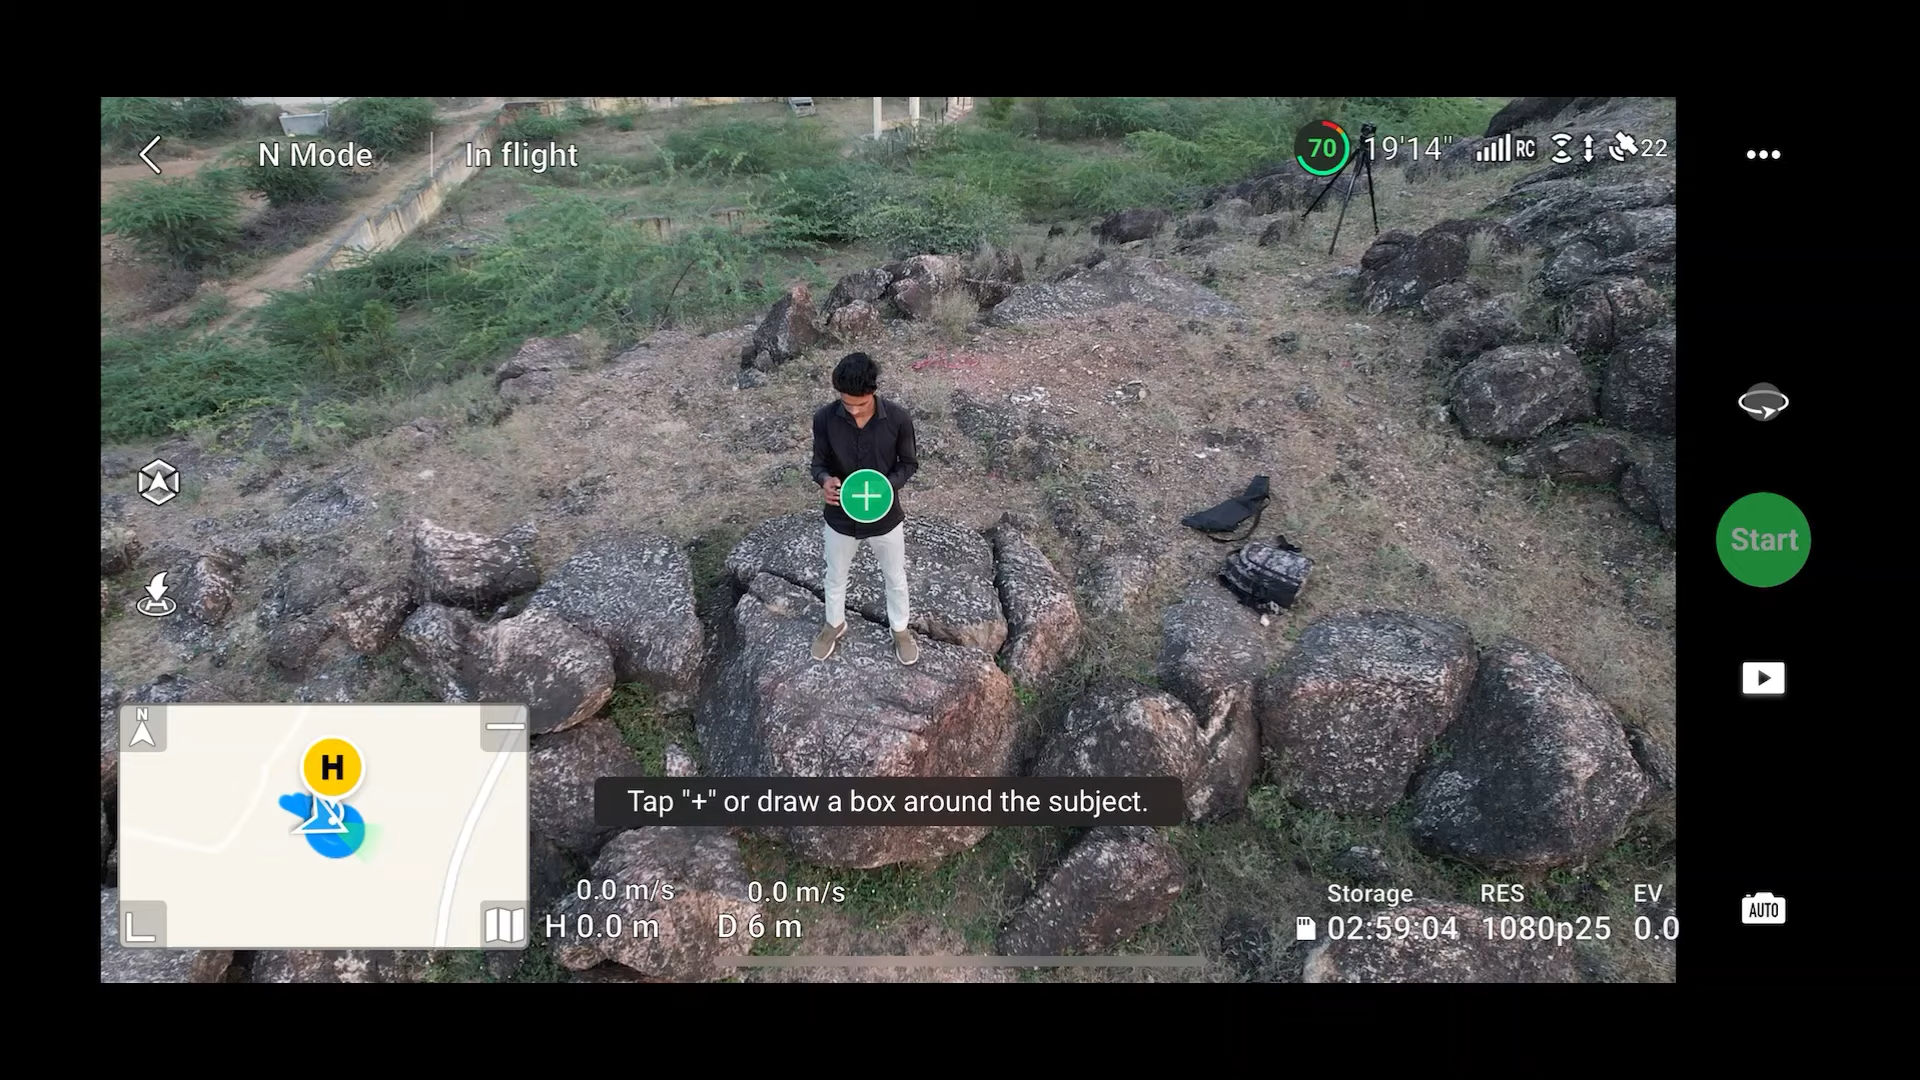 N Mode
In flight
70
19'14"
RC
22
Start
N
H
Tap "+" or draw a box around the subject.
0.0 m/s
0.0 m/s
H 0.0 m
D 6 m
Storage
RES
EV
02:59:04
1080p25
0.0
AUTO